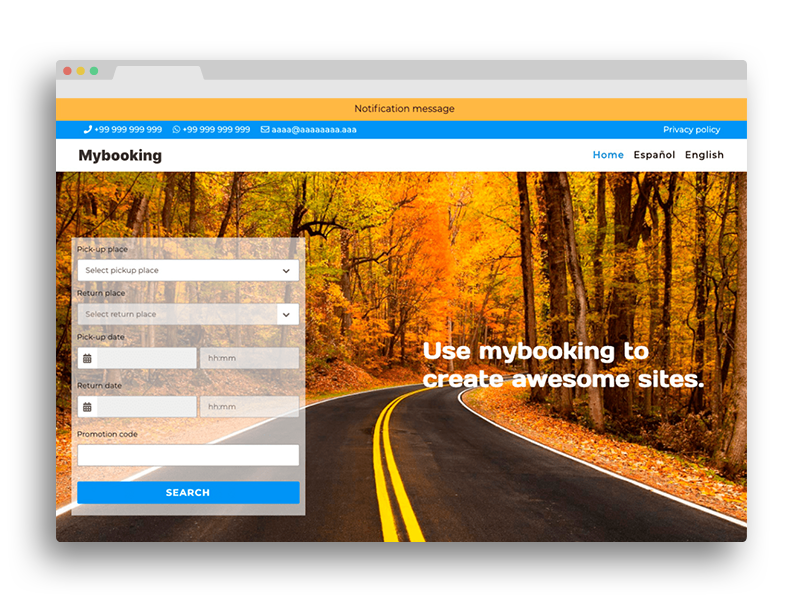 Notification message
+99 999 999 999 +99 999 999 999 aaaa@aaaaaaaa.aaa Privacy policy
Mybooking Home Español English
Pick-up place
Select pickup place
Return place
Select return place
Pick-up date
hh:mm
Return date
hh:mm
Promotion code
SEARCH
Use mybooking to
create awesome sites.